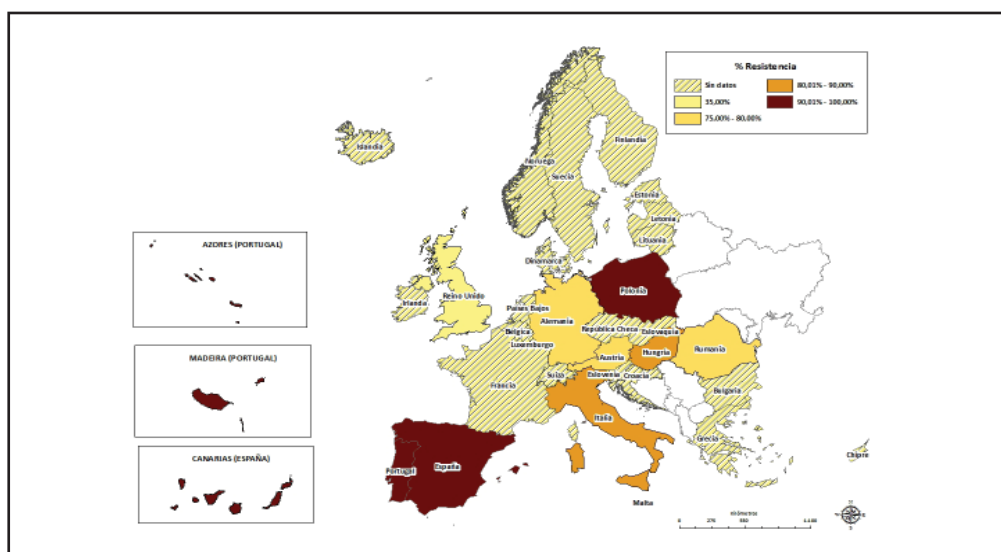 % Resistencia
Sin datos
35,00%
75,00% - 80,00%
80,01% - 90,00%
90,01% - 100,00%
Islandia
Finlandia
Noruega
Suecia
Estonia
Letonia
Lituania
AZORES (PORTUGAL)
Dinamarca
Irlanda
Reino Unido
Polonia
Países Bajos
Alemania
Bélgica
República Checa
Eslovaquia
Luxemburgo
MADEIRA (PORTUGAL)
Austria
Hungría
Rumanía
Suiza
Eslovenia
Croacia
Francia
Bulgaria
Italia
Grecia
CANARIAS (ESPAÑA)
Portugal
España
Chipre
Malta
Kilómetros
0 275 550 1.100